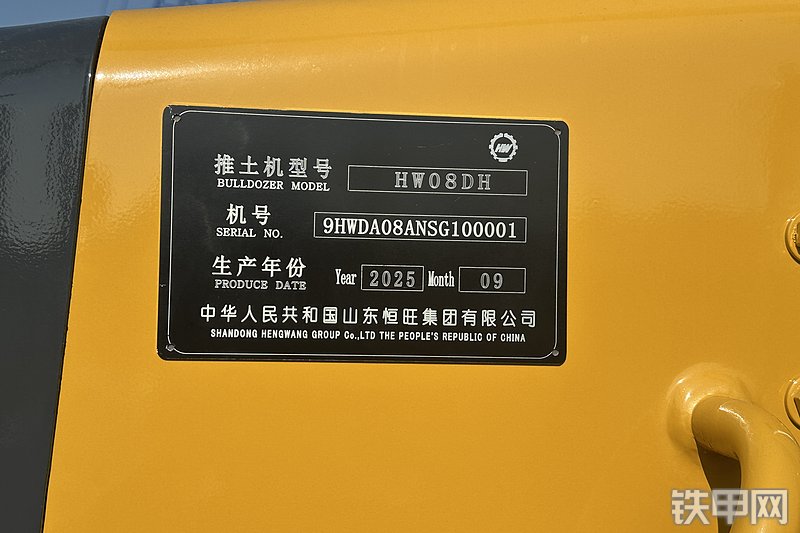 HW
推土机型号 HW08DH
BULLDOZER MODEL
机号 9HWDA08ANSG100001
SERIAL NO.
生产年份 Year 2025 Month 09
PRODUCE DATE
中华人民共和国山东恒旺集团有限公司
SHANDONG HENGWANG GROUP Co.,LTD THE PEOPLE'S REPUBLIC OF CHINA
铁甲网